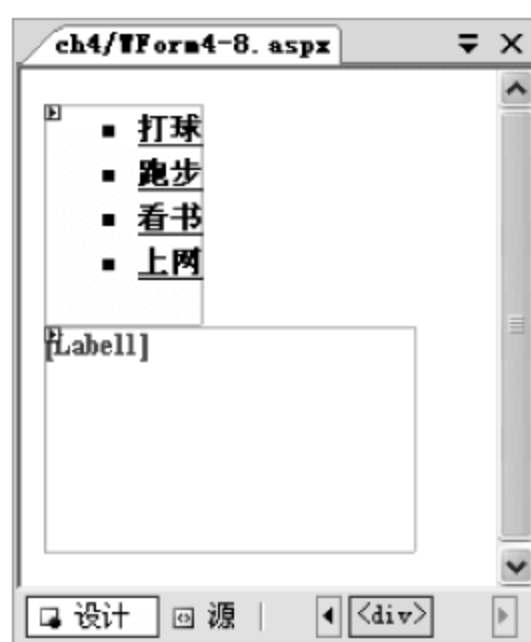 ch4/WForm4-8.aspx
打球
跑步
看书
上网
[Label1]
设计 源 <div>